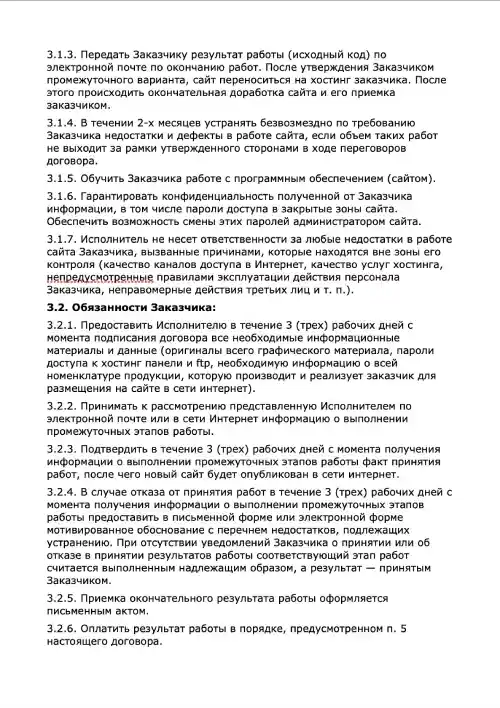 3.1.3. Передать Заказчику результат работы (исходный код) по
электронной почте по окончанию работ. После утверждения Заказчиком
промежуточного варианта, сайт переноситься на хостинг заказчика. После
этого происходить окончательная доработка сайта и его приемка
заказчиком.
3.1.4. В течении 2-х месяцев устранять безвозмездно по требованию
Заказчика недостатки и дефекты в работе сайта, если объем таких работ
не выходит за рамки утвержденного сторонами в ходе переговоров
договора.
3.1.5. Обучить Заказчика работе с программным обеспечением (сайтом).
3.1.6. Гарантировать конфиденциальность полученной от Заказчика
информации, в том числе пароли доступа в закрытые зоны сайта.
Обеспечить возможность смены этих паролей администратором сайта.
3.1.7. Исполнитель не несет ответственности за любые недостатки в работе
сайта Заказчика, вызванные причинами, которые находятся вне зоны его
контроля (качество каналов доступа в Интернет, качество услуг хостинга,
непредусмотренные правилами эксплуатации действия персонала
Заказчика, неправомерные действия третьих лиц и т. п.).
3.2. Обязанности Заказчика:
3.2.1. Предоставить Исполнителю в течение 3 (трех) рабочих дней с
момента подписания договора все необходимые информационные
материалы и данные (оригиналы всего графического материала, пароли
доступа к хостинг панели и ftp, необходимую информацию о всей
номенклатуре продукции, которую производит и реализует заказчик для
размещения на сайте в сети интернет).
3.2.2. Принимать к рассмотрению представленную Исполнителем по
электронной почте или в сети Интернет информацию о выполнении
промежуточных этапов работы.
3.2.3. Подтвердить в течение 3 (трех) рабочих дней с момента получения
информации о выполнении промежуточных этапов работы факт принятия
работ, после чего новый сайт будет опубликован в сети интернет.
3.2.4. В случае отказа от принятия работ в течение 3 (трех) рабочих дней с
момента получения информации о выполнении промежуточных этапов
работы предоставить в письменной форме или электронной форме
мотивированное обоснование с перечнем недостатков, подлежащих
устранению. При отсутствии уведомлений Заказчика о принятии или об
отказе в принятии результатов работы соответствующий этап работ
считается выполненным надлежащим образом, а результат — принятым
Заказчиком.
3.2.5. Приемка окончательного результата работы оформляется
письменным актом.
3.2.6. Оплатить результат работы в порядке, предусмотренном п. 5
настоящего договора.